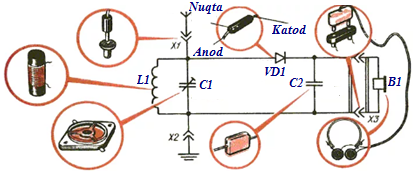 Nuqta
Katod
X1
Anod
VD1
L1
C1
C2
B1
X3
X2